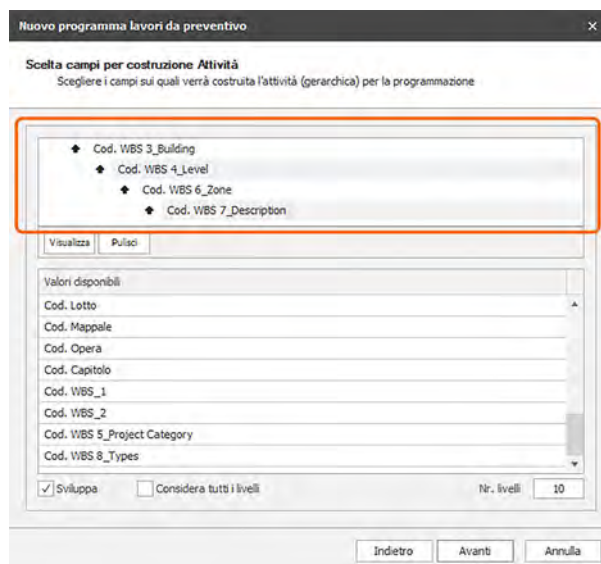 Nuovo programma lavori da preventivo
Scelta campi per costruzione Attività
Scegliere i campi sui quali verrà costruita l'attività (gerarchica) per la programmazione
Cod. WBS 3_Building
Cod. WBS 4_Level
Cod. WBS 6_Zone
Cod. WBS 7_Description
Visualizza Pulisci
Valori disponibili
Cod. Lotto
Cod. Mappale
Cod. Opera
Cod. Capitolo
Cod. WBS_1
Cod. WBS_2
Cod. WBS 5_Project Category
Cod. WBS 8_Types
Sviluppa Considera tutti i livelli Nr. livelli 10
Indietro Avanti Annulla